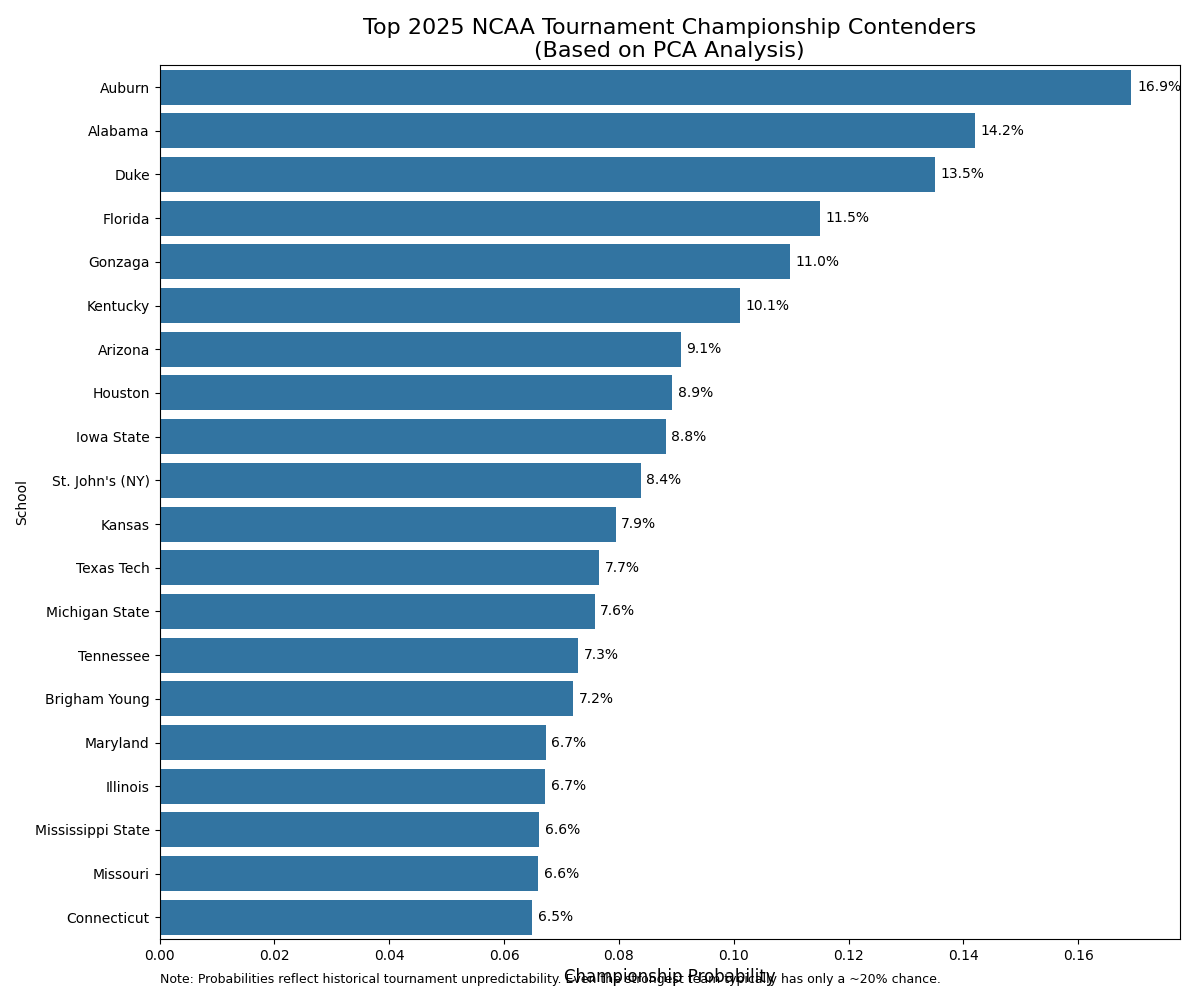 Top 2025 NCAA Tournament Championship Contenders
(Based on PCA Analysis)
School
Auburn 16.9%
Alabama 14.2%
Duke 13.5%
Florida 11.5%
Gonzaga 11.0%
Kentucky 10.1%
Arizona 9.1%
Houston 8.9%
Iowa State 8.8%
St. John's (NY) 8.4%
Kansas 7.9%
Texas Tech 7.7%
Michigan State 7.6%
Tennessee 7.3%
Brigham Young 7.2%
Maryland 6.7%
Illinois 6.7%
Mississippi State 6.6%
Missouri 6.6%
Connecticut 6.5%
0.00 0.02 0.04 0.06 0.08 0.10 0.12 0.14 0.16
Championship Probability
Note: Probabilities reflect historical tournament unpredictability. Even the strongest team typically has only a ~20% chance.